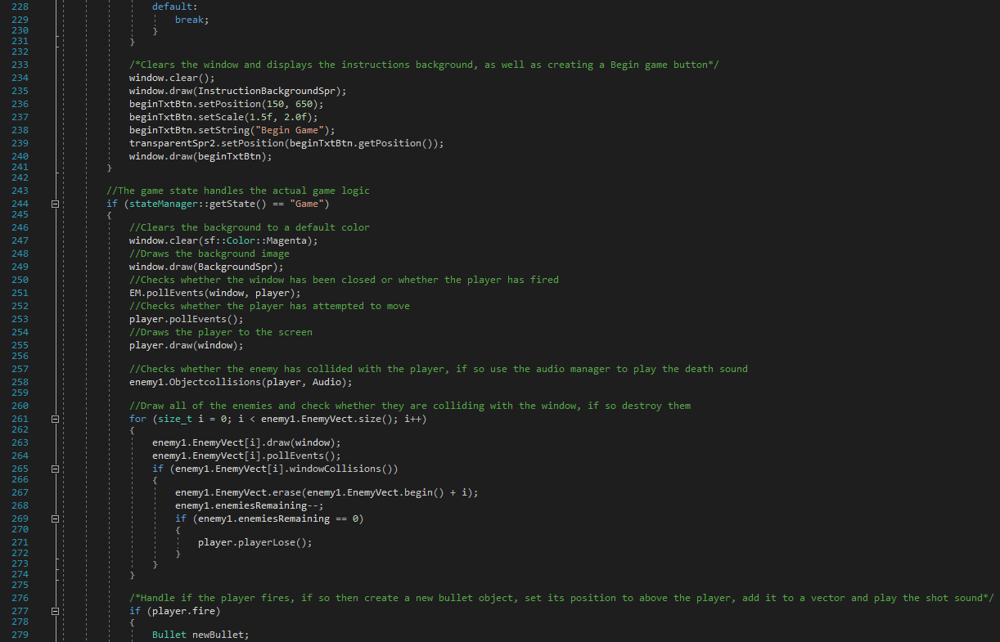 228 default:
229 break;
230 }
231 }
232
233 /*Clears the window and displays the instructions background, as well as creating a Begin game button*/
234 window.clear();
235 window.draw(InstructionBackgroundSpr);
236 beginTxtBtn.setPosition(150, 650);
237 beginTxtBtn.setScale(1.5f, 2.0f);
238 beginTxtBtn.setString("Begin Game");
239 transparentSpr2.setPosition(beginTxtBtn.getPosition());
240 window.draw(beginTxtBtn);
241 }
242
243 //The game state handles the actual game logic
244 if (stateManager::getState() == "Game")
245 {
246 //Clears the background to a default color
247 window.clear(sf::Color::Magenta);
248 //Draws the background image
249 window.draw(BackgroundSpr);
250 //Checks whether the window has been closed or whether the player has fired
251 EM.pollEvents(window, player);
252 //Checks whether the player has attempted to move
253 player.pollEvents();
254 //Draws the player to the screen
255 player.draw(window);
256
257 //Checks whether the enemy has collided with the player, if so use the audio manager to play the death sound
258 enemy1.Objectcollisions(player, Audio);
259
260 //Draw all of the enemies and check whether they are colliding with the window, if so destroy them
261 for (size_t i = 0; i < enemy1.EnemyVect.size(); i++)
262 {
263 enemy1.EnemyVect[i].draw(window);
264 enemy1.EnemyVect[i].pollEvents();
265 if (enemy1.EnemyVect[i].windowCollisions())
266 {
267 enemy1.EnemyVect.erase(enemy1.EnemyVect.begin() + i);
268 enemy1.enemiesRemaining--;
269 if (enemy1.enemiesRemaining == 0)
270 {
271 player.playerLose();
272 }
273 }
274 }
275
276 /*Handle if the player fires, if so then create a new bullet object, set its position to above the player, add it to a vector and play the shot sound*/
277 if (player.fire)
278 {
279 Bullet newBullet;